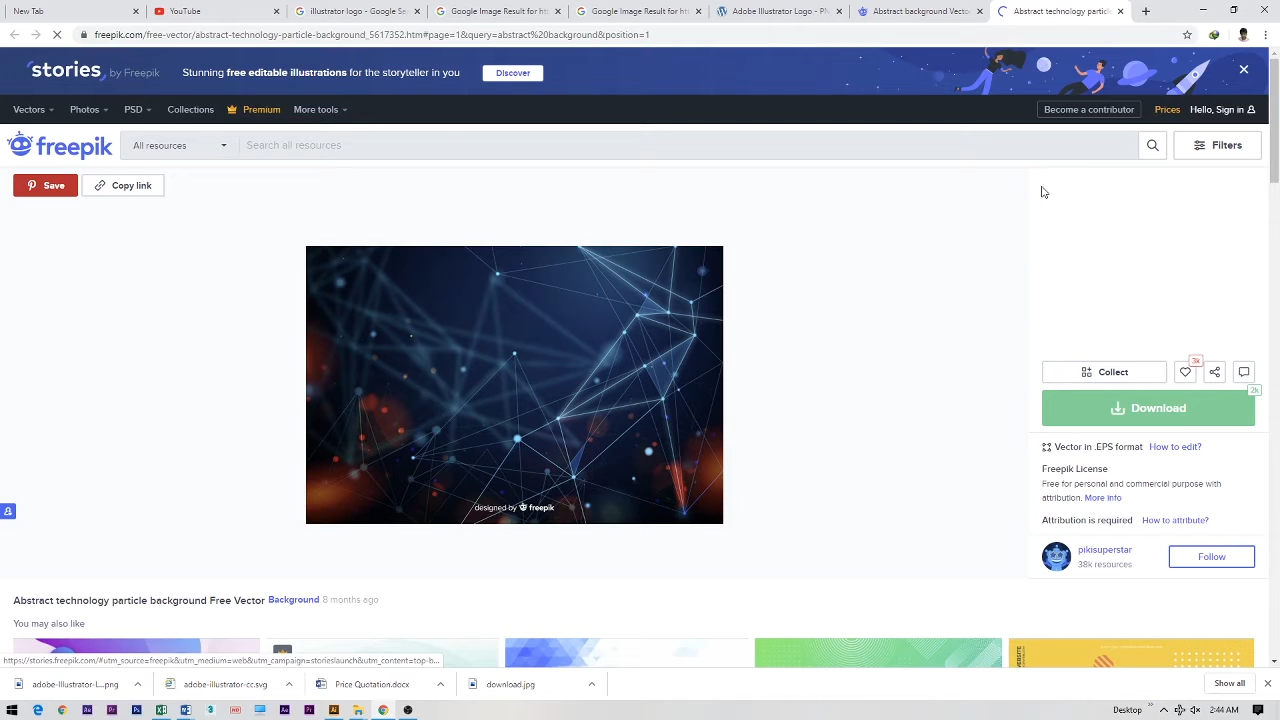 New Tab
YouTube
illustrator logo - Google Se
Google Image Result for htt
Google Image Result for htt
Adobe Illustrator Logo - PN
Abstract background Vector
Abstract technology particle
freepik.com/free-vector/abstract-technology-particle-background_5617352.htm#page=1&query=abstract%20background&position=1
stories by Freepik
Stunning free editable illustrations for the storyteller in you
Discover
Vectors
Photos
PSD
Collections
Premium
More tools
Become a contributor
Prices
Hello, Sign in
freepik
All resources
Search all resources
Filters
Save
Copy link
3k
Collect
2k
Download
Vector in .EPS format How to edit?
Freepik License
Free for personal and commercial purpose with
attribution. More info
designed by freepik
Attribution is required How to attribute?
pikisuperstar
38k resources
Follow
Abstract technology particle background Free Vector Background 8 months ago
You may also like
WEBSITE
https://stories.freepik.com/#utm_source=freepik&utm_medium=web&utm_campaign=storieslaunch&utm_content=top-b...
adobe-Illustrator-l....png
adobe-illustrator-cc.svg
Price Quotation.docx
download.jpg
Show all
Desktop
2:44 AM